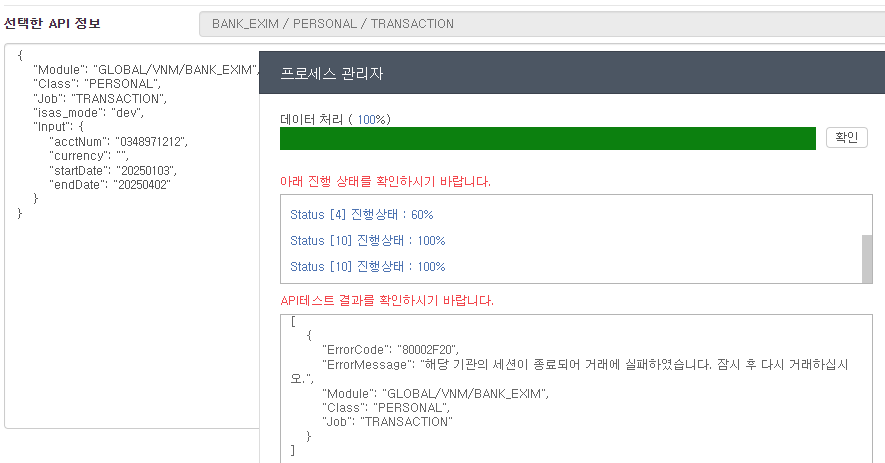 선택한 API 정보
BANK_EXIM / PERSONAL / TRANSACTION
{
"Module": "GLOBAL/VNM/BANK_EXIM",
"Class": "PERSONAL",
"Job": "TRANSACTION",
"isas_mode": "dev",
"Input": {
"acctNum": "0348971212",
"currency": "",
"startDate": "20250103",
"endDate": "20250402"
}
}
프로세스 관리자
데이터 처리 ( 100%)
확인
아래 진행 상태를 확인하시기 바랍니다.
Status [4] 진행상태 : 60%
Status [10] 진행상태 : 100%
Status [10] 진행상태 : 100%
API테스트 결과를 확인하시기 바랍니다.
[
{
"ErrorCode": "80002F20",
"ErrorMessage": "해당 기관의 세션이 종료되어 거래에 실패하였습니다. 잠시 후 다시 거래하십시
오.",
"Module": "GLOBAL/VNM/BANK_EXIM",
"Class": "PERSONAL",
"Job": "TRANSACTION"
}
]